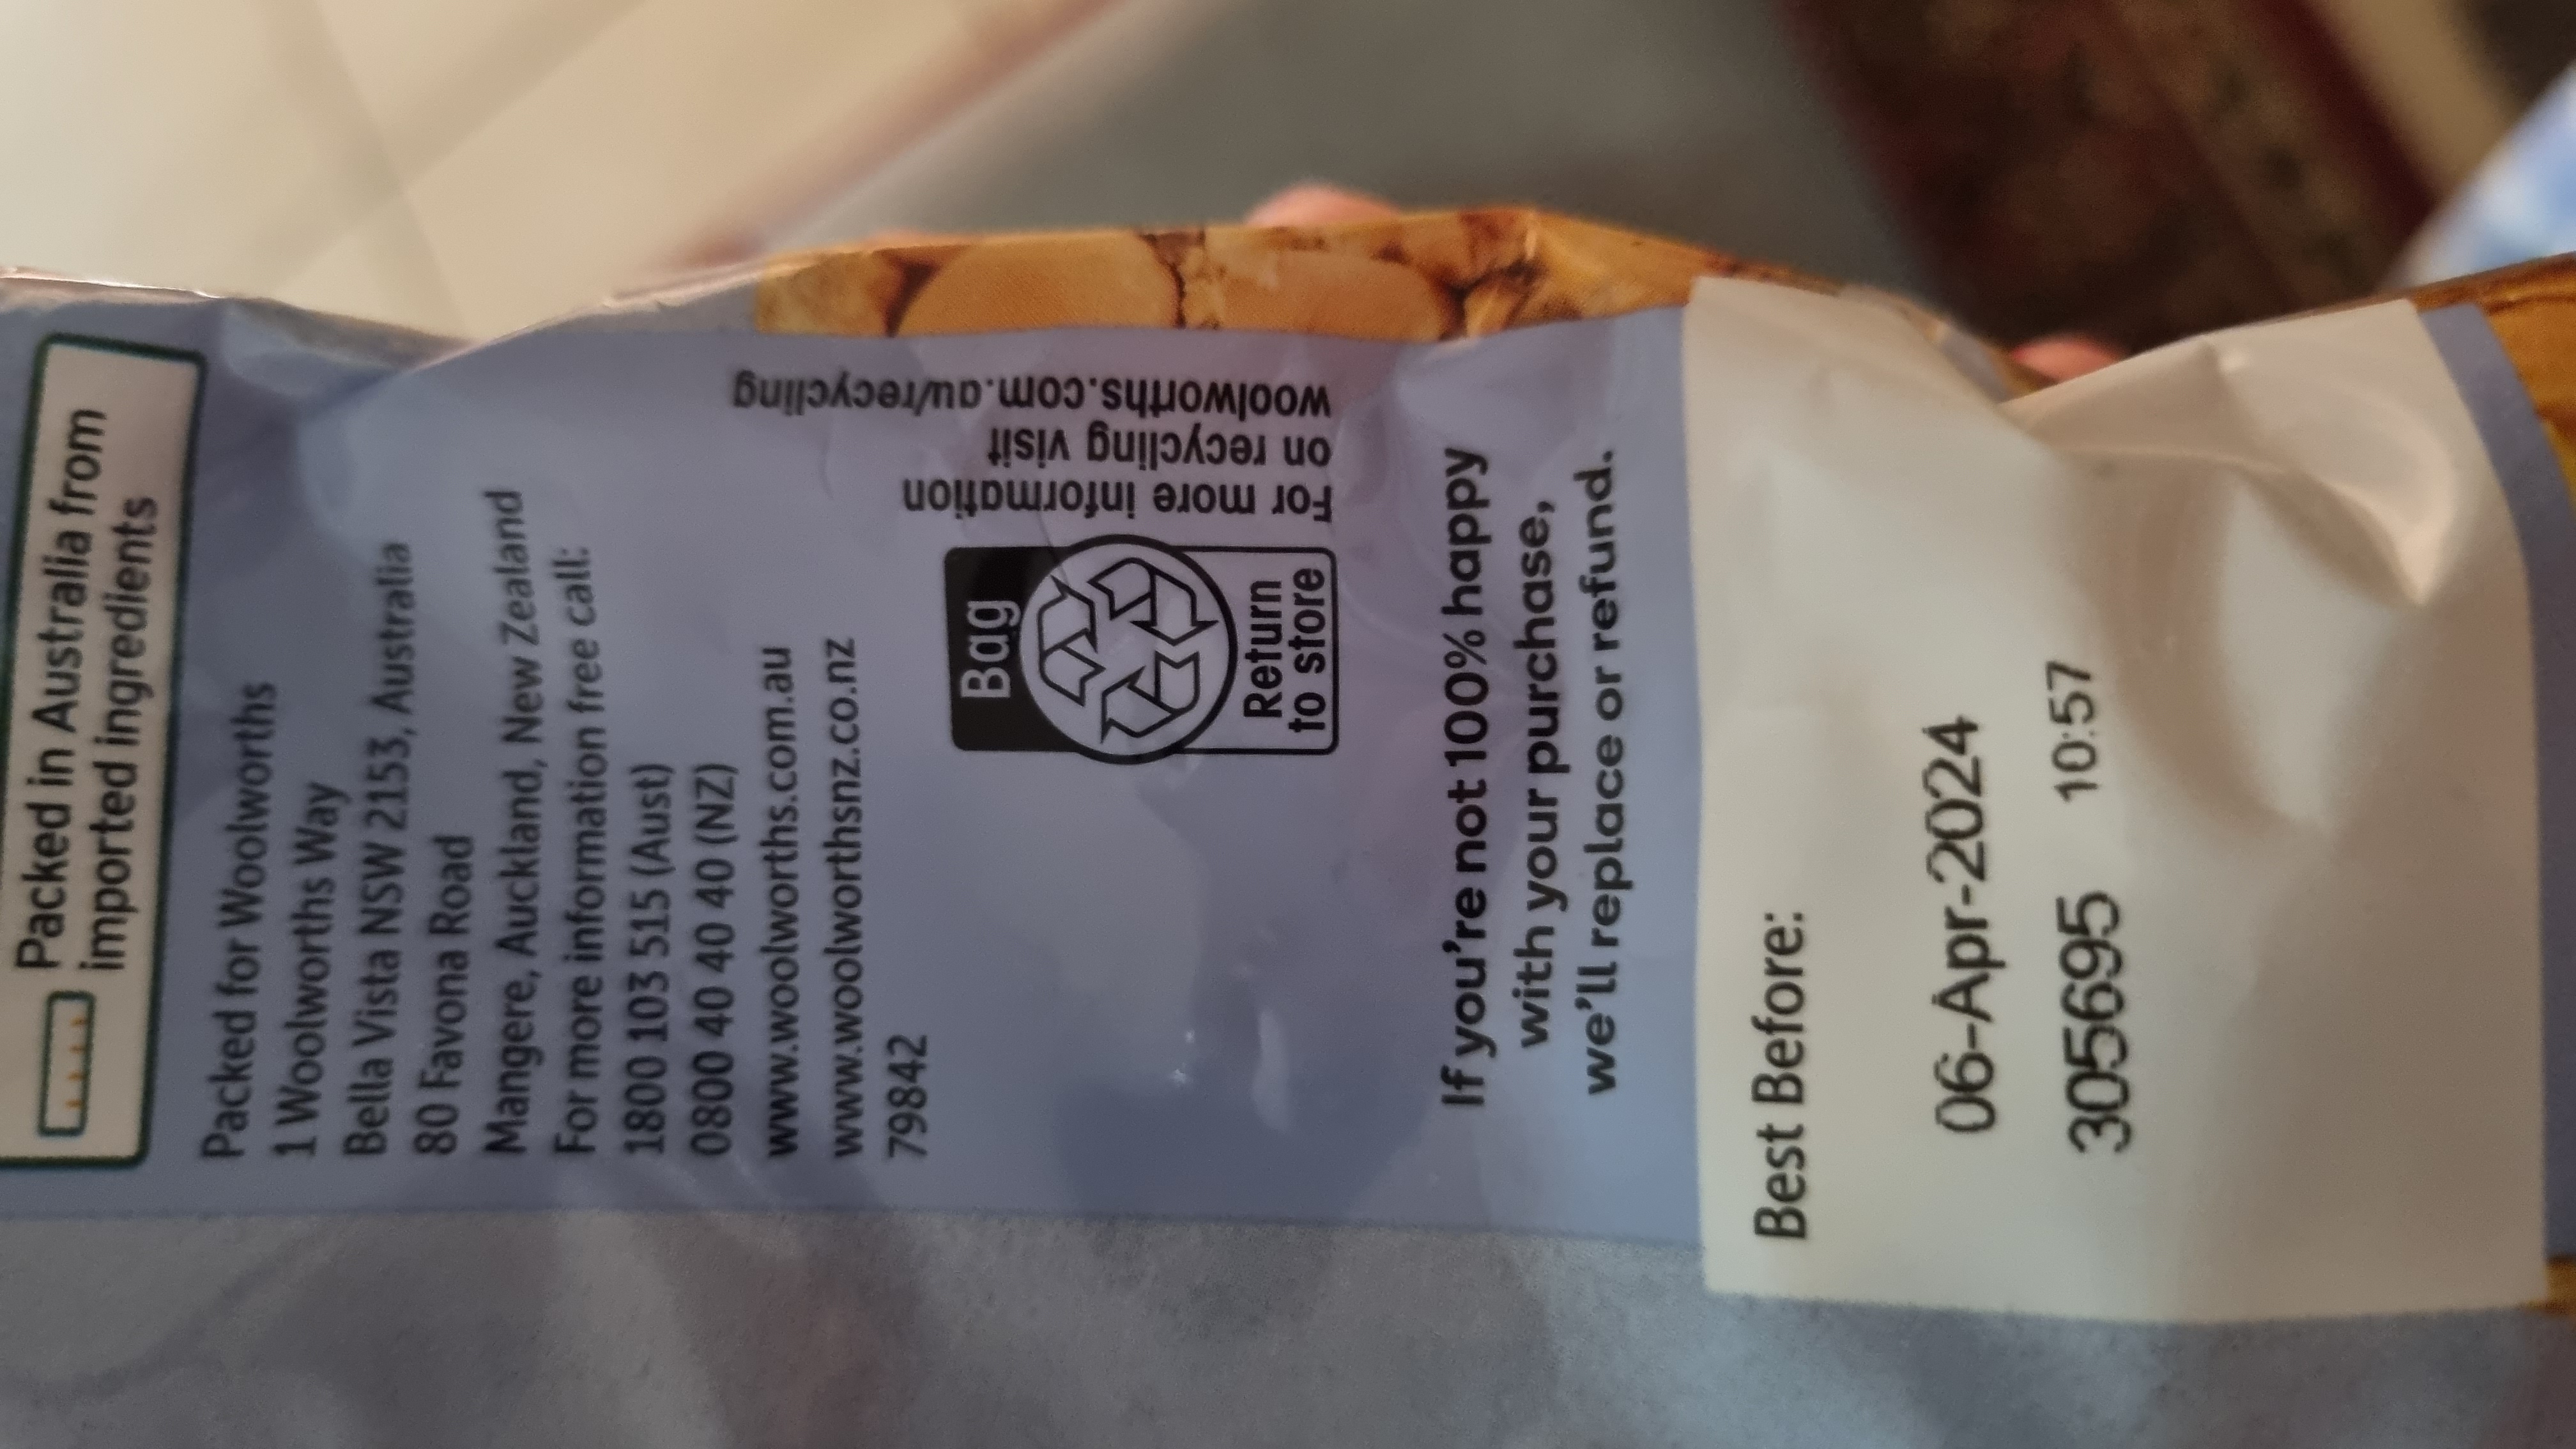 Packed in Australia from
imported ingredients
Packed for Woolworths
1 Woolworths Way
Bella Vista NSW 2153, Australia
80 Favona Road
Mangere, Auckland, New Zealand
For more information free call:
1800 103 515 (Aust)
0800 40 40 40 (NZ)
www.woolworths.com.au
www.woolworthsnz.co.nz
79842
Bag
Return
to store
For more information
on recycling visit
woolworths.com.au/recycling
If you're not 100% happy
with your purchase,
we'll replace or refund.
Best Before:
06-Apr-2024
305695 10:57